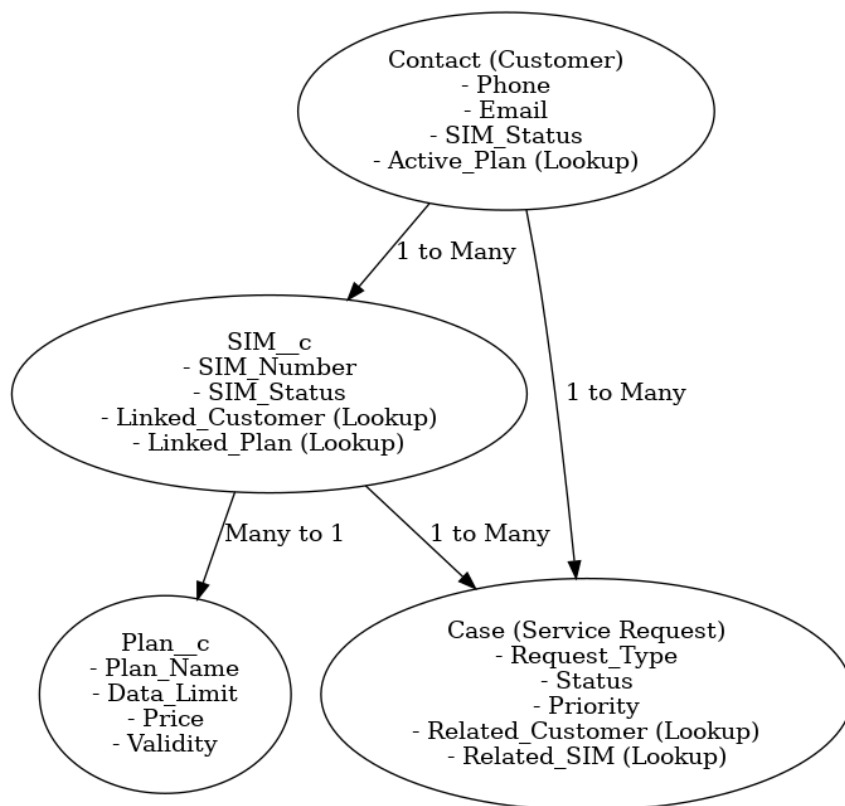 Contact (Customer)
- Phone
- Email
- SIM_Status
- Active_Plan (Lookup)
1 to Many
SIM__c
- SIM_Number
- SIM_Status
- Linked_Customer (Lookup)
- Linked_Plan (Lookup)
1 to Many
Many to 1
1 to Many
Plan__c
- Plan_Name
- Data_Limit
- Price
- Validity
Case (Service Request)
- Request_Type
- Status
- Priority
- Related_Customer (Lookup)
- Related_SIM (Lookup)